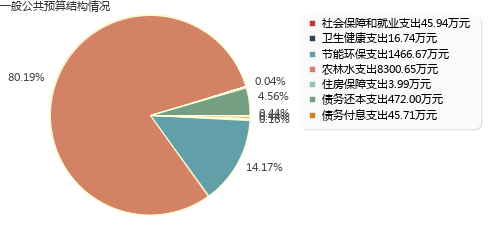 一般公共预算结构情况
社会保障和就业支出45.94万元
卫生健康支出16.74万元
节能环保支出1466.67万元
农林水支出8300.65万元
住房保障支出3.99万元
债务还本支出472.00万元
债务付息支出45.71万元
80.19%
0.04%
4.56%
0.44%
0.16%
14.17%